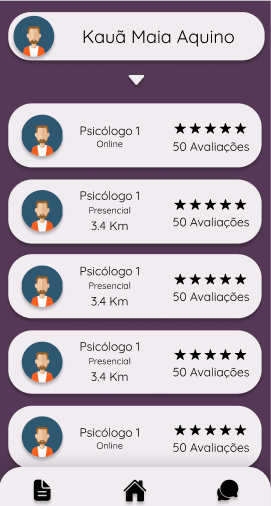 Kauã Maia Aquino
Psicólogo 1
Online
50 Avaliações
Psicólogo 1
Presencial
3.4 Km
50 Avaliações
Psicólogo 1
Presencial
3.4 Km
50 Avaliações
Psicólogo 1
Presencial
3.4 Km
50 Avaliações
Psicólogo 1
Online
50 Avaliações